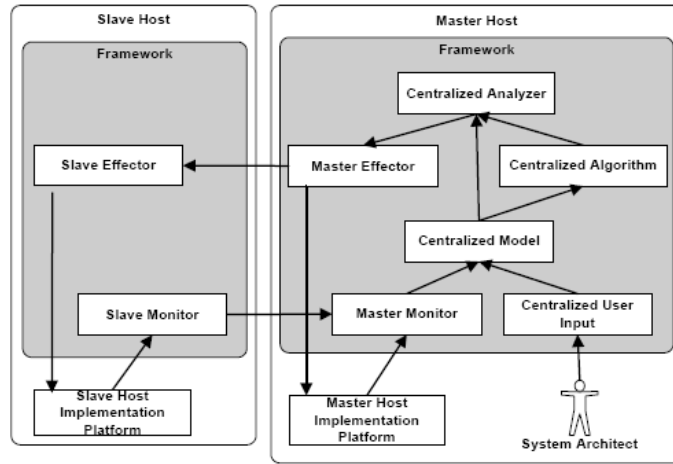 Slave Host
Master Host
Framework
Framework
Centralized Analyzer
Slave Effector
Master Effector
Centralized Algorithm
Centralized Model
Slave Monitor
Master Monitor
Centralized User
Input
Slave Host
Implementation
Platform
Master Host
Implementation
Platform
System Architect